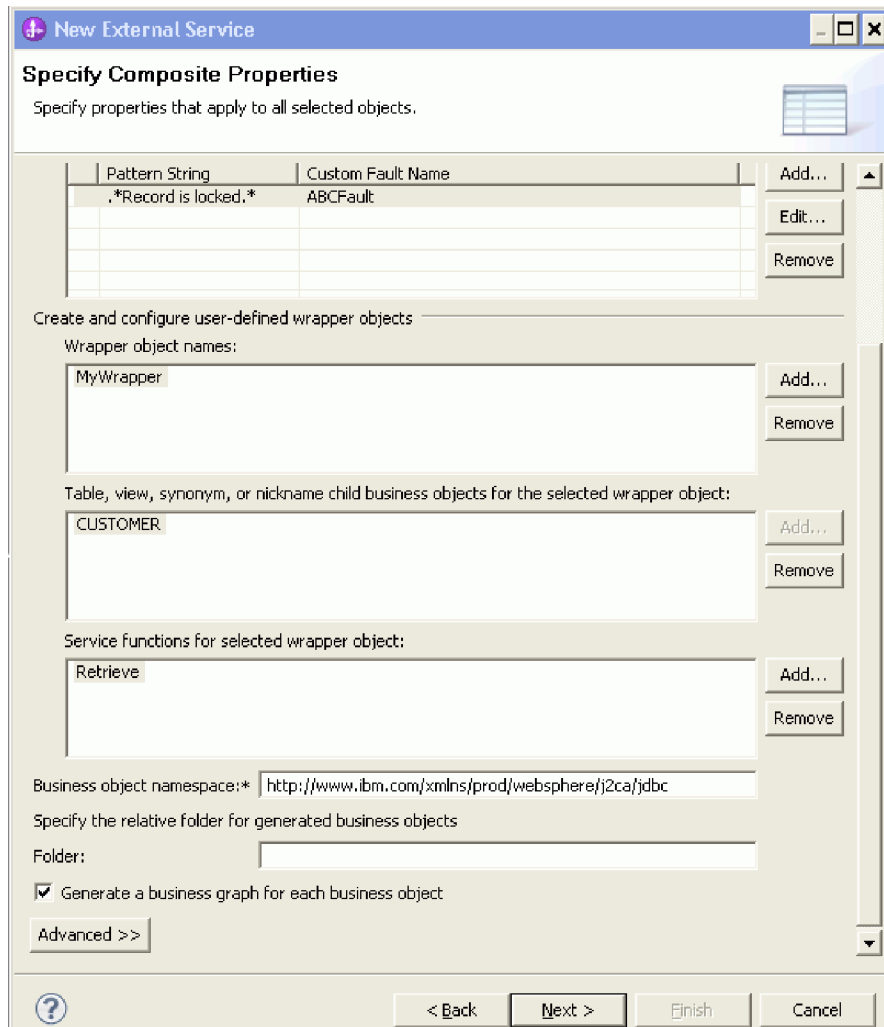 New External Service
Specify Composite Properties
Specify properties that apply to all selected objects.
Pattern String Custom Fault Name Add...
.*Record is locked.* ABCFault
Edit...
Remove
Create and configure user-defined wrapper objects
Wrapper object names:
MyWrapper Add...
Remove
Table, view, synonym, or nickname child business objects for the selected wrapper object:
CUSTOMER Add...
Remove
Service functions for selected wrapper object:
Retrieve Add...
Remove
Business object namespace:* http://www.ibm.com/xmlns/prod/websphere/j2ca/jdbc
Specify the relative folder for generated business objects
Folder:
Generate a business graph for each business object
Advanced >>
? < Back Next > Finish Cancel